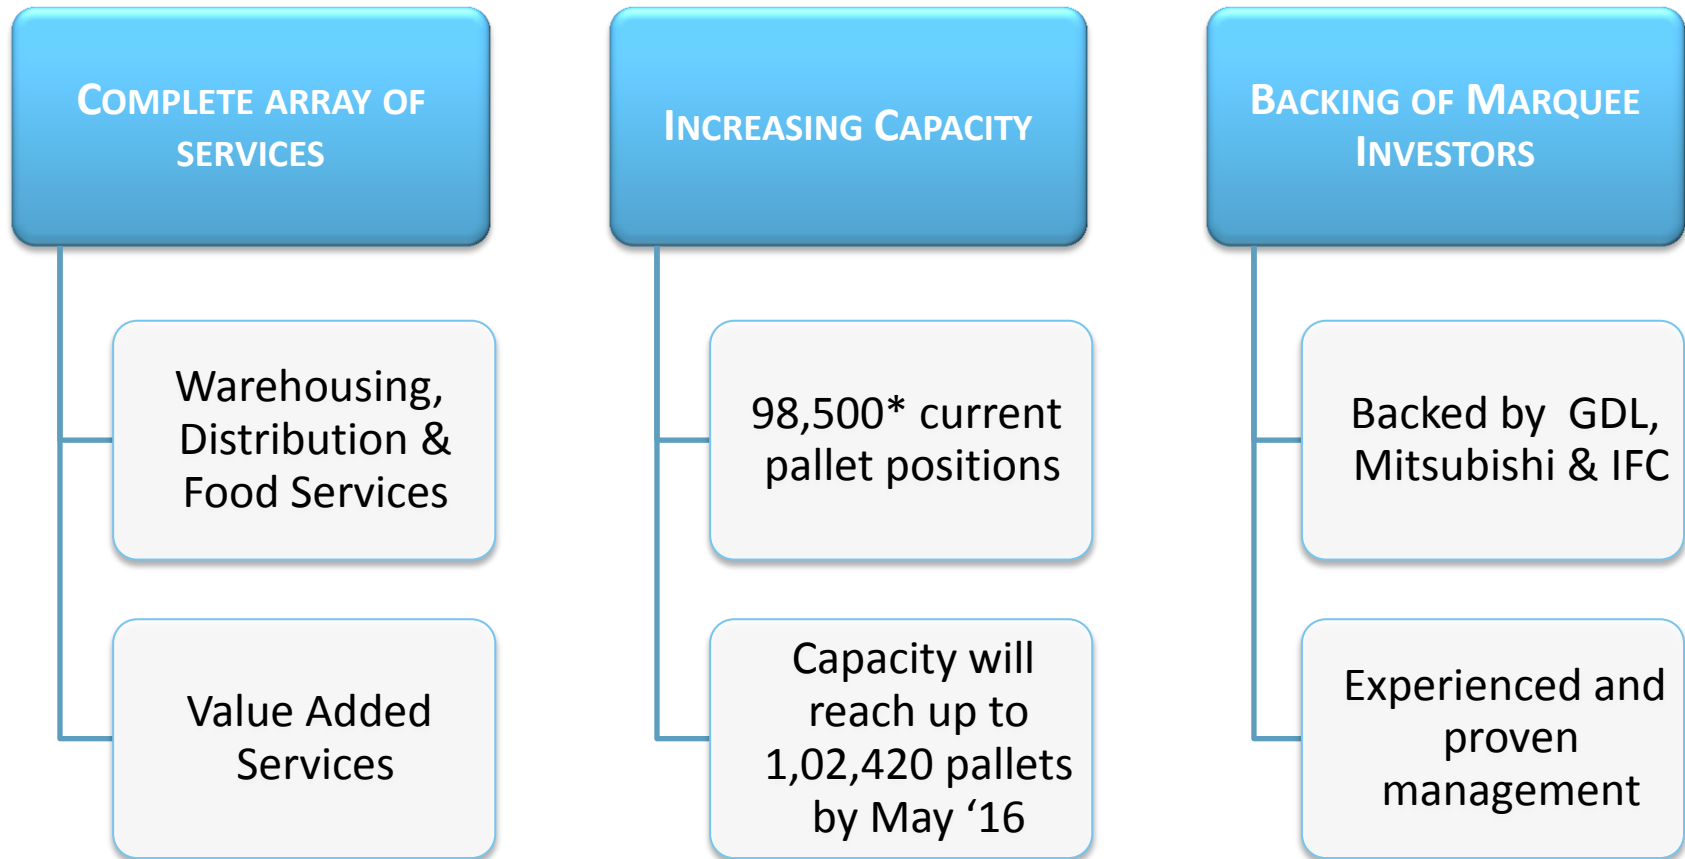 COMPLETE ARRAY OF
SERVICES
Warehousing,
Distribution &
Food Services
Value Added
Services
INCREASING CAPACITY
98,500* current
pallet positions
Capacity will
reach up to
1,02,420 pallets
by May ‘16
BACKING OF MARQUEE
INVESTORS
Backed by GDL,
Mitsubishi & IFC
Experienced and
proven
management